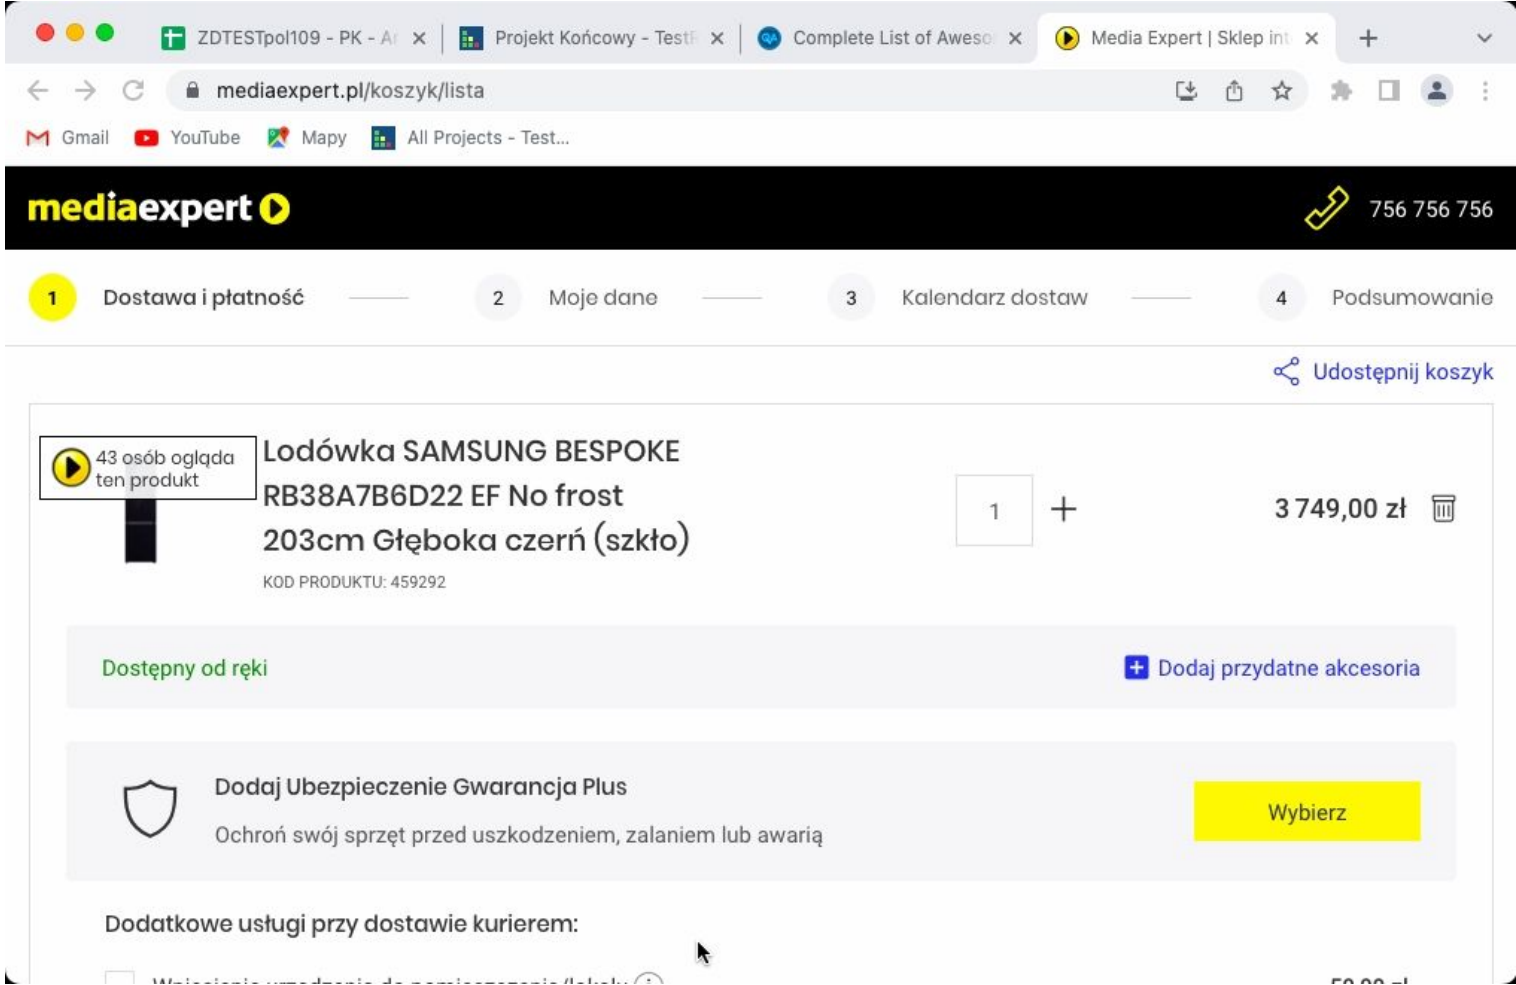 ZDTESTpol109 - PK - Ar
Projekt Końcowy - TestR
Complete List of Aweso
Media Expert | Sklep int
mediaexpert.pl/koszyk/lista
Gmail
YouTube
Mapy
All Projects - Test...
mediaexpert
756 756 756
1 Dostawa i płatność
2 Moje dane
3 Kalendarz dostaw
4 Podsumowanie
Udostępnij koszyk
43 osób ogląda
ten produkt
Lodówka SAMSUNG BESPOKE
RB38A7B6D22 EF No frost
203cm Głęboka czerń (szkło)
KOD PRODUKTU: 459292
1 +
3 749,00 zł
Dostępny od ręki
Dodaj przydatne akcesoria
Dodaj Ubezpieczenie Gwarancja Plus
Ochroń swój sprzęt przed uszkodzeniem, zalaniem lub awarią
Wybierz
Dodatkowe usługi przy dostawie kurierem: